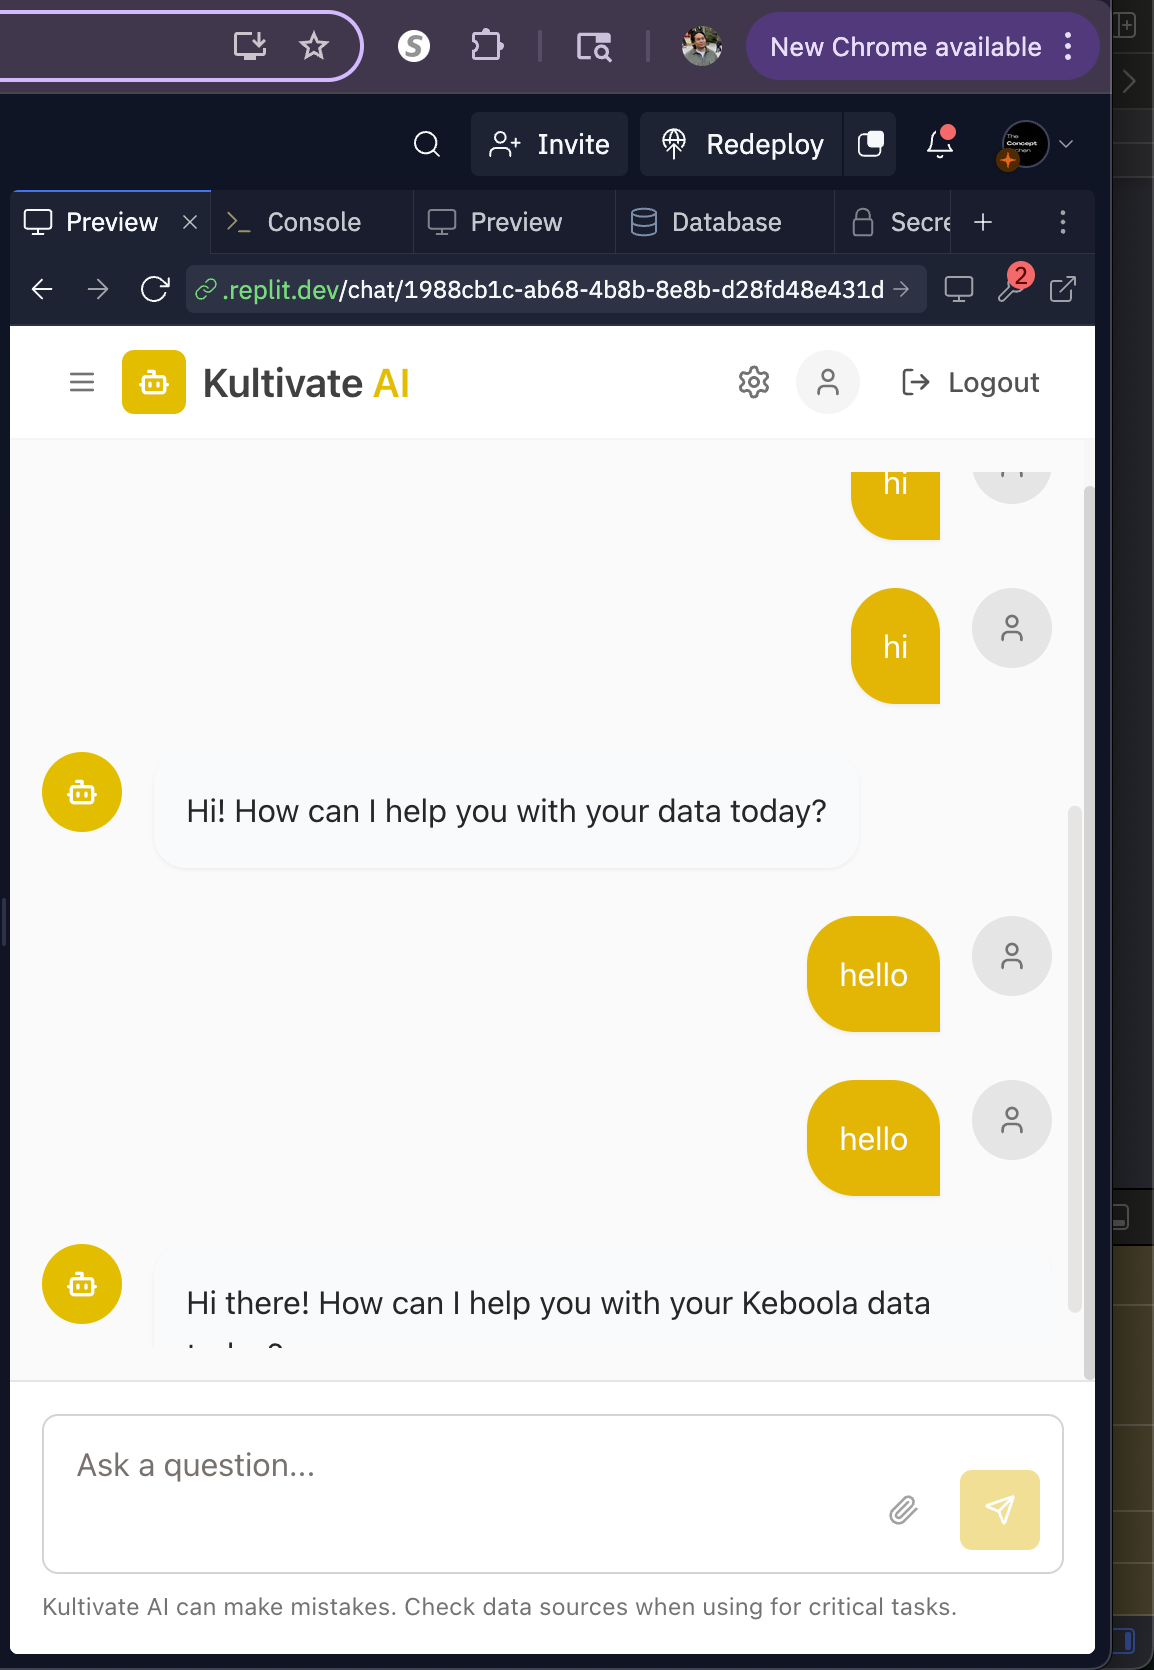 New Chrome available
Invite
Redeploy
Preview
Console
Preview
Database
Secre
.replit.dev/chat/1988cb1c-ab68-4b8b-8e8b-d28fd48e431d
2
Kultivate AI
Logout
hi
hi
Hi! How can I help you with your data today?
hello
hello
Hi there! How can I help you with your Keboola data
Ask a question...
Kultivate AI can make mistakes. Check data sources when using for critical tasks.